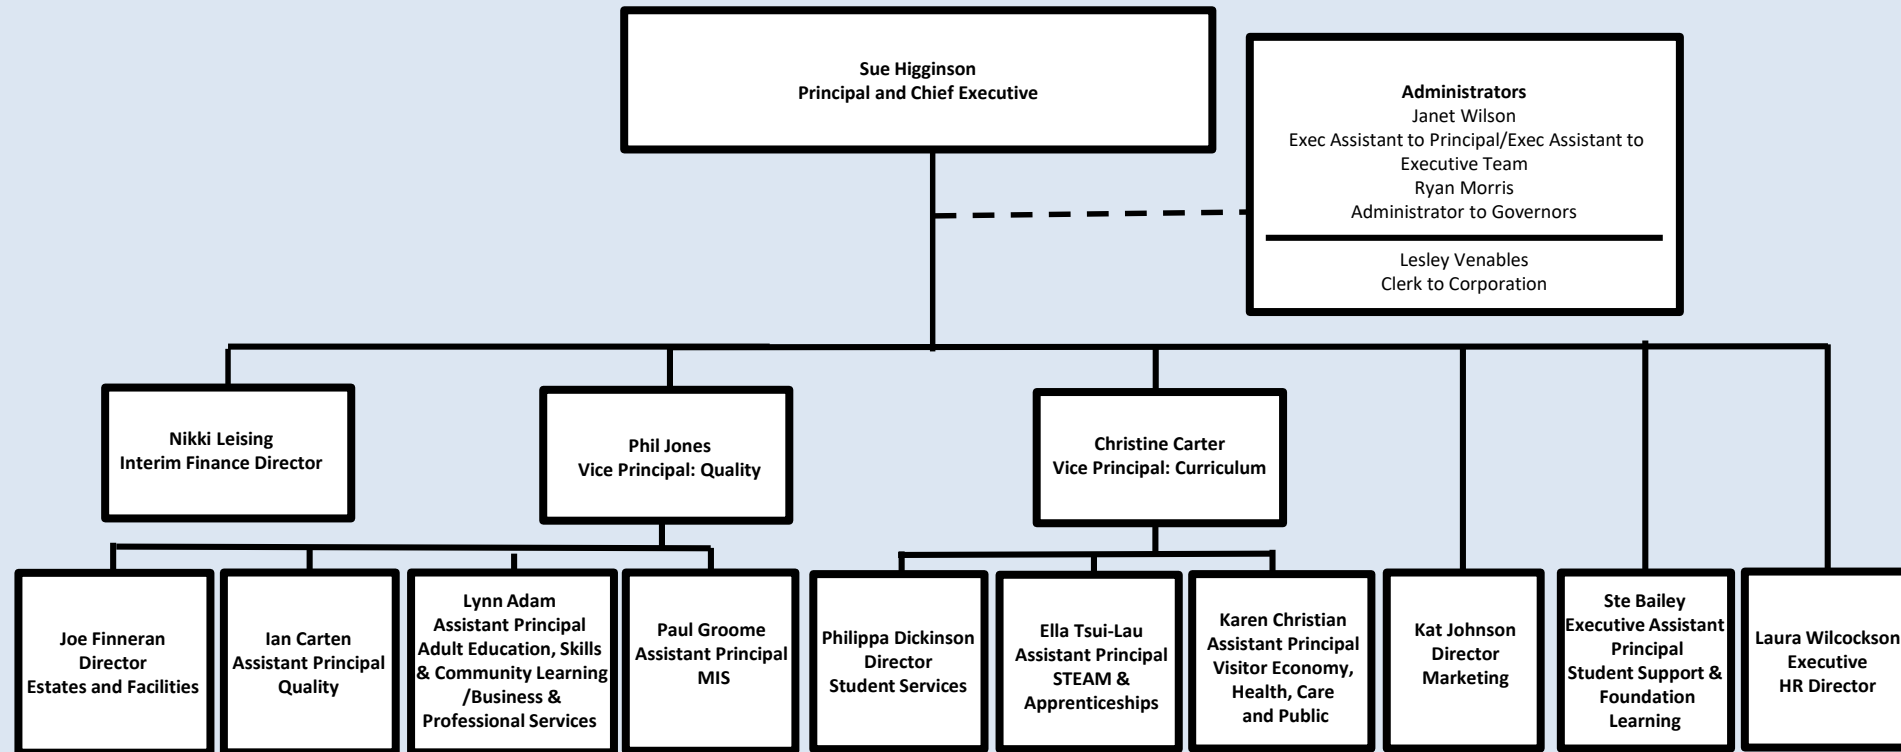 Sue Higginson
Principal and Chief Executive
Administrators
Janet Wilson
Exec Assistant to Principal/Exec Assistant to
Executive Team
Ryan Morris
Administrator to Governors
Lesley Venables
Clerk to Corporation
Nikki Leising
Interim Finance Director
Phil Jones
Vice Principal: Quality
Christine Carter
Vice Principal: Curriculum
Joe Finneran
Director
Estates and Facilities
Ian Carten
Assistant Principal
Quality
Lynn Adam
Assistant Principal
Adult Education, Skills
& Community Learning
/Business &
Professional Services
Paul Groome
Assistant Principal
MIS
Philippa Dickinson
Director
Student Services
Ella Tsui-Lau
Assistant Principal
STEAM &
Apprenticeships
Karen Christian
Assistant Principal
Visitor Economy,
Health, Care
and Public
Kat Johnson
Director
Marketing
Ste Bailey
Executive Assistant
Principal
Student Support &
Foundation
Learning
Laura Wilcockson
Executive
HR Director